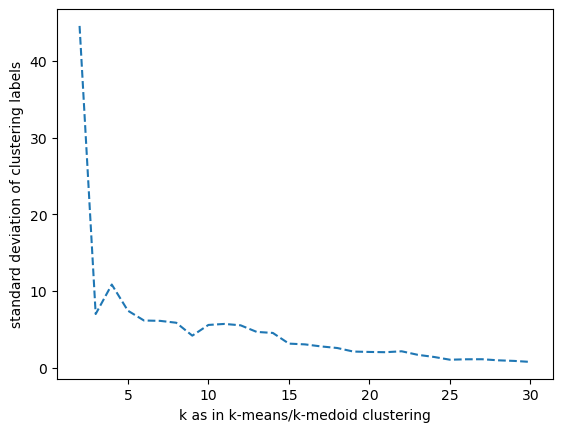 standard deviation of clustering labels
40
30
20
10
0
5 10 15 20 25 30
k as in k-means/k-medoid clustering